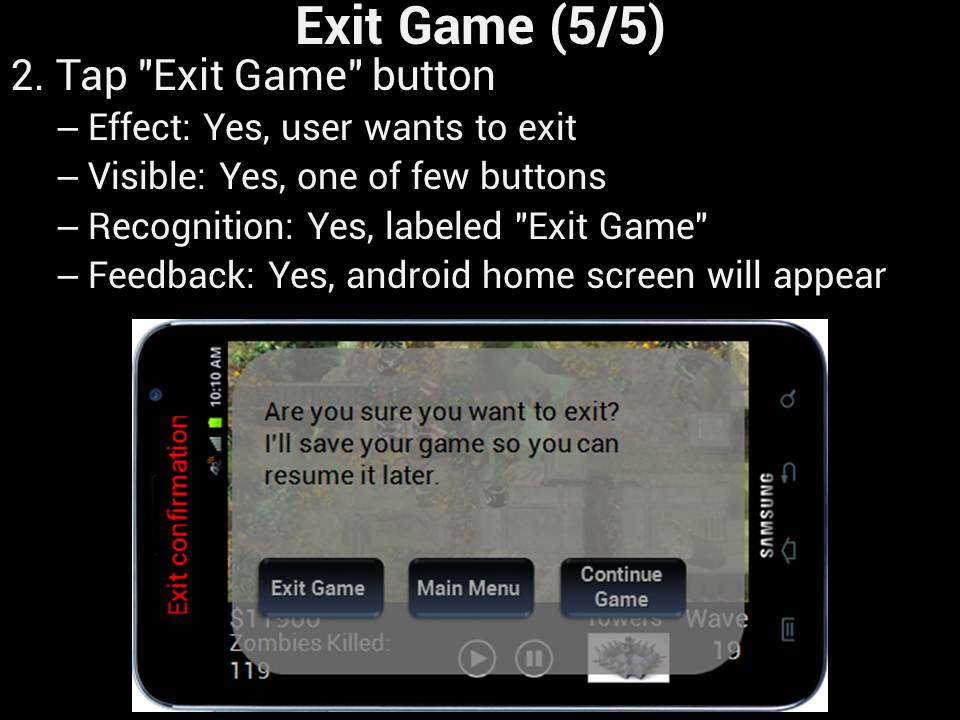 Exit Game (5/5)
2. Tap "Exit Game" button
– Effect: Yes, user wants to exit
– Visible: Yes, one of few buttons
– Recognition: Yes, labeled "Exit Game"
– Feedback: Yes, android home screen will appear
Exit confirmation
10:10 AM
Are you sure you want to exit?
I'll save your game so you can
resume it later.
Exit Game
Main Menu
Continue
Game
$11900
Towers
Wave
Zombies Killed:
19
119
SAMSUNG